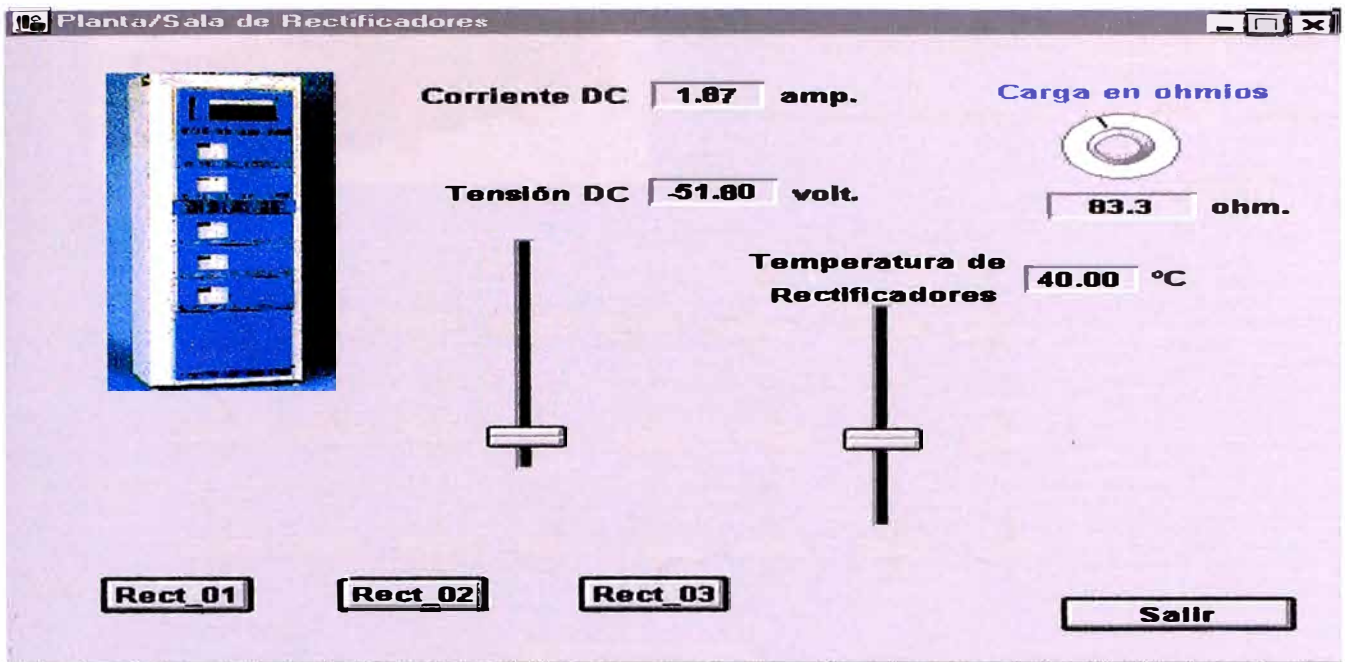 Planta/Sala de Rectificadores
Corriente DC 1.87 amp.
Carga en ohmios
Tensión DC -51.80 volt.
83.3 ohm.
Temperatura de
Rectificadores
40.00 ºC
Rect_01
Rect_02
Rect_03
Salir